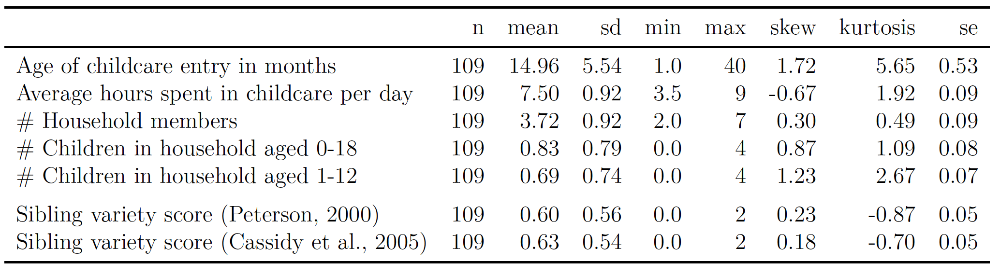 n mean sd min max skew kurtosis se
Age of childcare entry in months 109 14.96 5.54 1.0 40 1.72 5.65 0.53
Average hours spent in childcare per day 109 7.50 0.92 3.5 9 -0.67 1.92 0.09
# Household members 109 3.72 0.92 2.0 7 0.30 0.49 0.09
# Children in household aged 0-18 109 0.83 0.79 0.0 4 0.87 1.09 0.08
# Children in household aged 1-12 109 0.69 0.74 0.0 4 1.23 2.67 0.07
Sibling variety score (Peterson, 2000) 109 0.60 0.56 0.0 2 0.23 -0.87 0.05
Sibling variety score (Cassidy et al., 2005) 109 0.63 0.54 0.0 2 0.18 -0.70 0.05